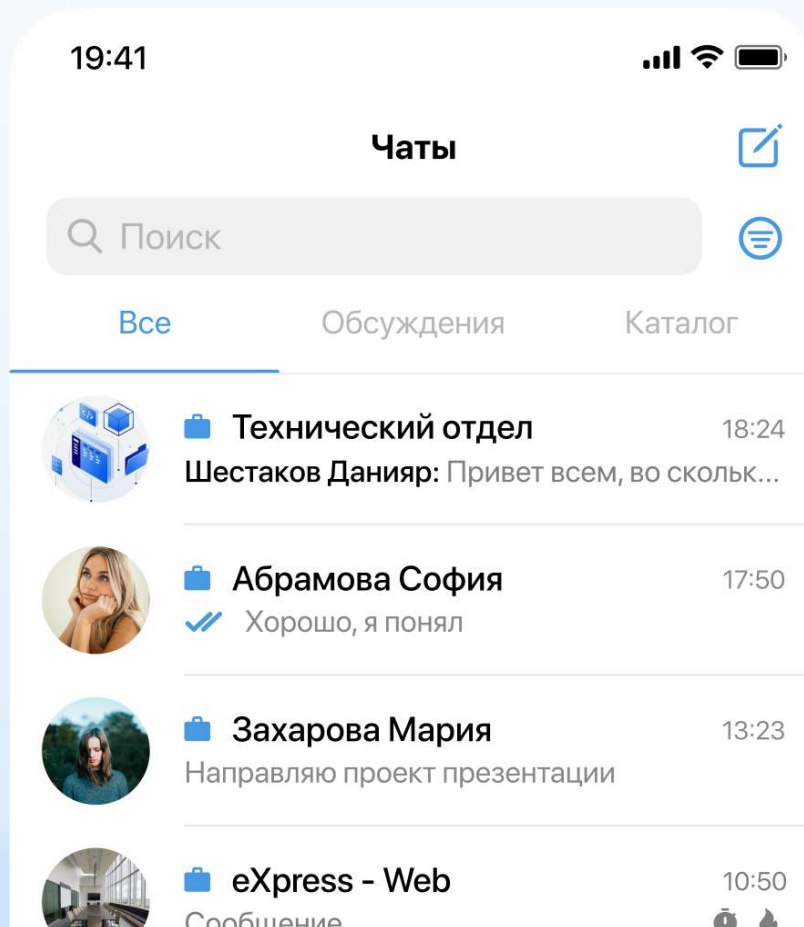 19:41
Чаты
Поиск
Все Обсуждения Каталог
Технический отдел 18:24
Шестаков Данияр: Привет всем, во скольк...
Абрамова София 17:50
Хорошо, я понял
Захарова Мария 13:23
Направляю проект презентации
eXpress - Web 10:50
Сообщение